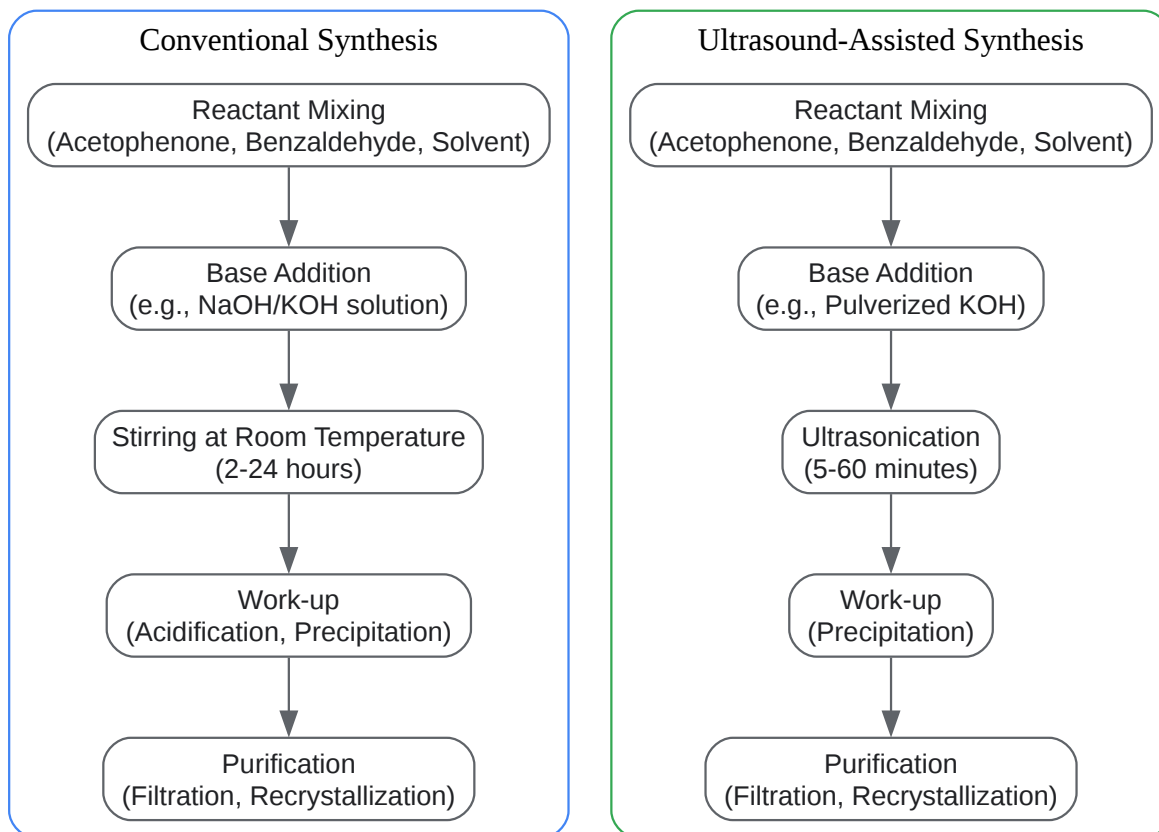 Conventional Synthesis
Reactant Mixing
(Acetophenone, Benzaldehyde, Solvent)
Base Addition
(e.g., NaOH/KOH solution)
Stirring at Room Temperature
(2-24 hours)
Work-up
(Acidification, Precipitation)
Purification
(Filtration, Recrystallization)
Ultrasound-Assisted Synthesis
Reactant Mixing
(Acetophenone, Benzaldehyde, Solvent)
Base Addition
(e.g., Pulverized KOH)
Ultrasonication
(5-60 minutes)
Work-up
(Precipitation)
Purification
(Filtration, Recrystallization)